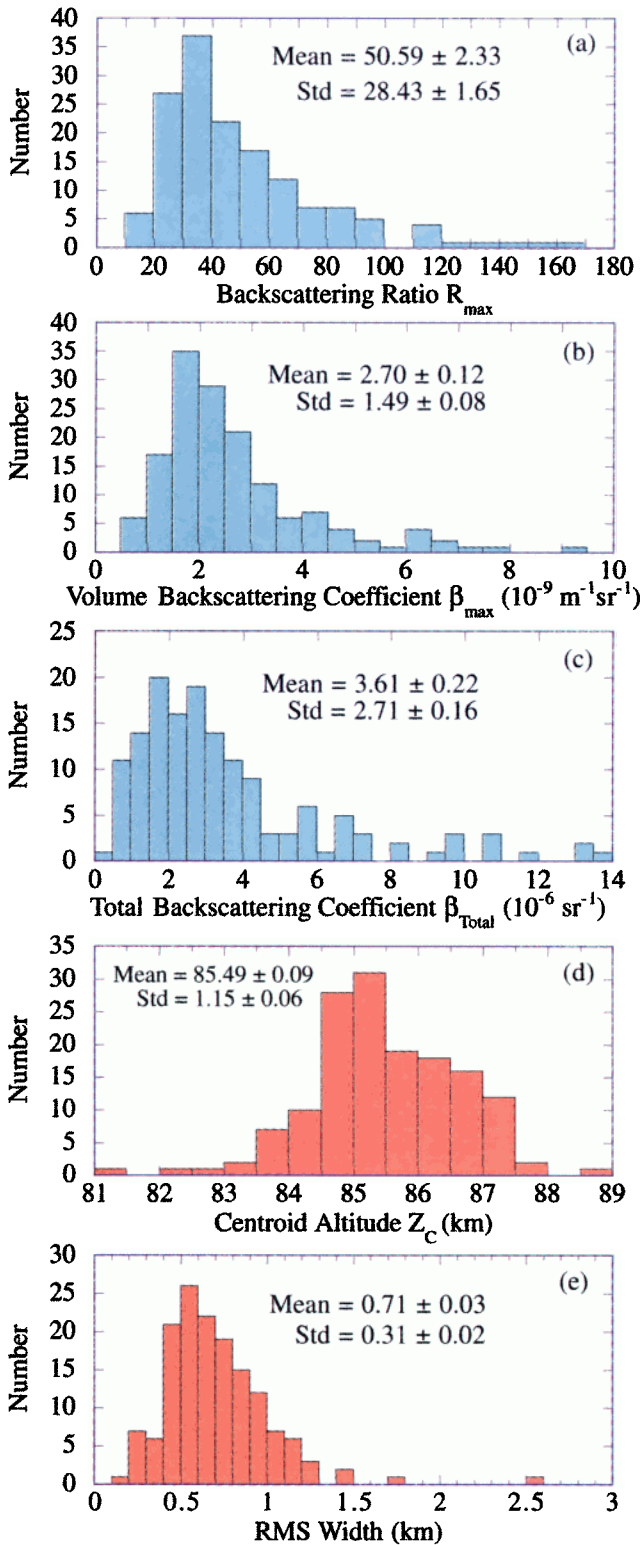 40
35
30
25
20
15
10
5
0
Number
(a)
Mean = 50.59 ± 2.33
Std = 28.43 ± 1.65
0 20 40 60 80 100 120 140 160 180
Backscattering Ratio R_max
40
35
30
25
20
15
10
5
0
Number
(b)
Mean = 2.70 ± 0.12
Std = 1.49 ± 0.08
0 2 4 6 8 10
Volume Backscattering Coefficient β_max (10⁻⁹ m⁻¹sr⁻¹)
25
20
15
10
5
0
Number
(c)
Mean = 3.61 ± 0.22
Std = 2.71 ± 0.16
0 2 4 6 8 10 12 14
Total Backscattering Coefficient β_Total (10⁻⁶ sr⁻¹)
35
30
25
20
15
10
5
0
Number
Mean = 85.49 ± 0.09
(d)
Std = 1.15 ± 0.06
81 82 83 84 85 86 87 88 89
Centroid Altitude Z_C (km)
30
25
20
15
10
5
0
Number
(e)
Mean = 0.71 ± 0.03
Std = 0.31 ± 0.02
0 0.5 1 1.5 2 2.5 3
RMS Width (km)